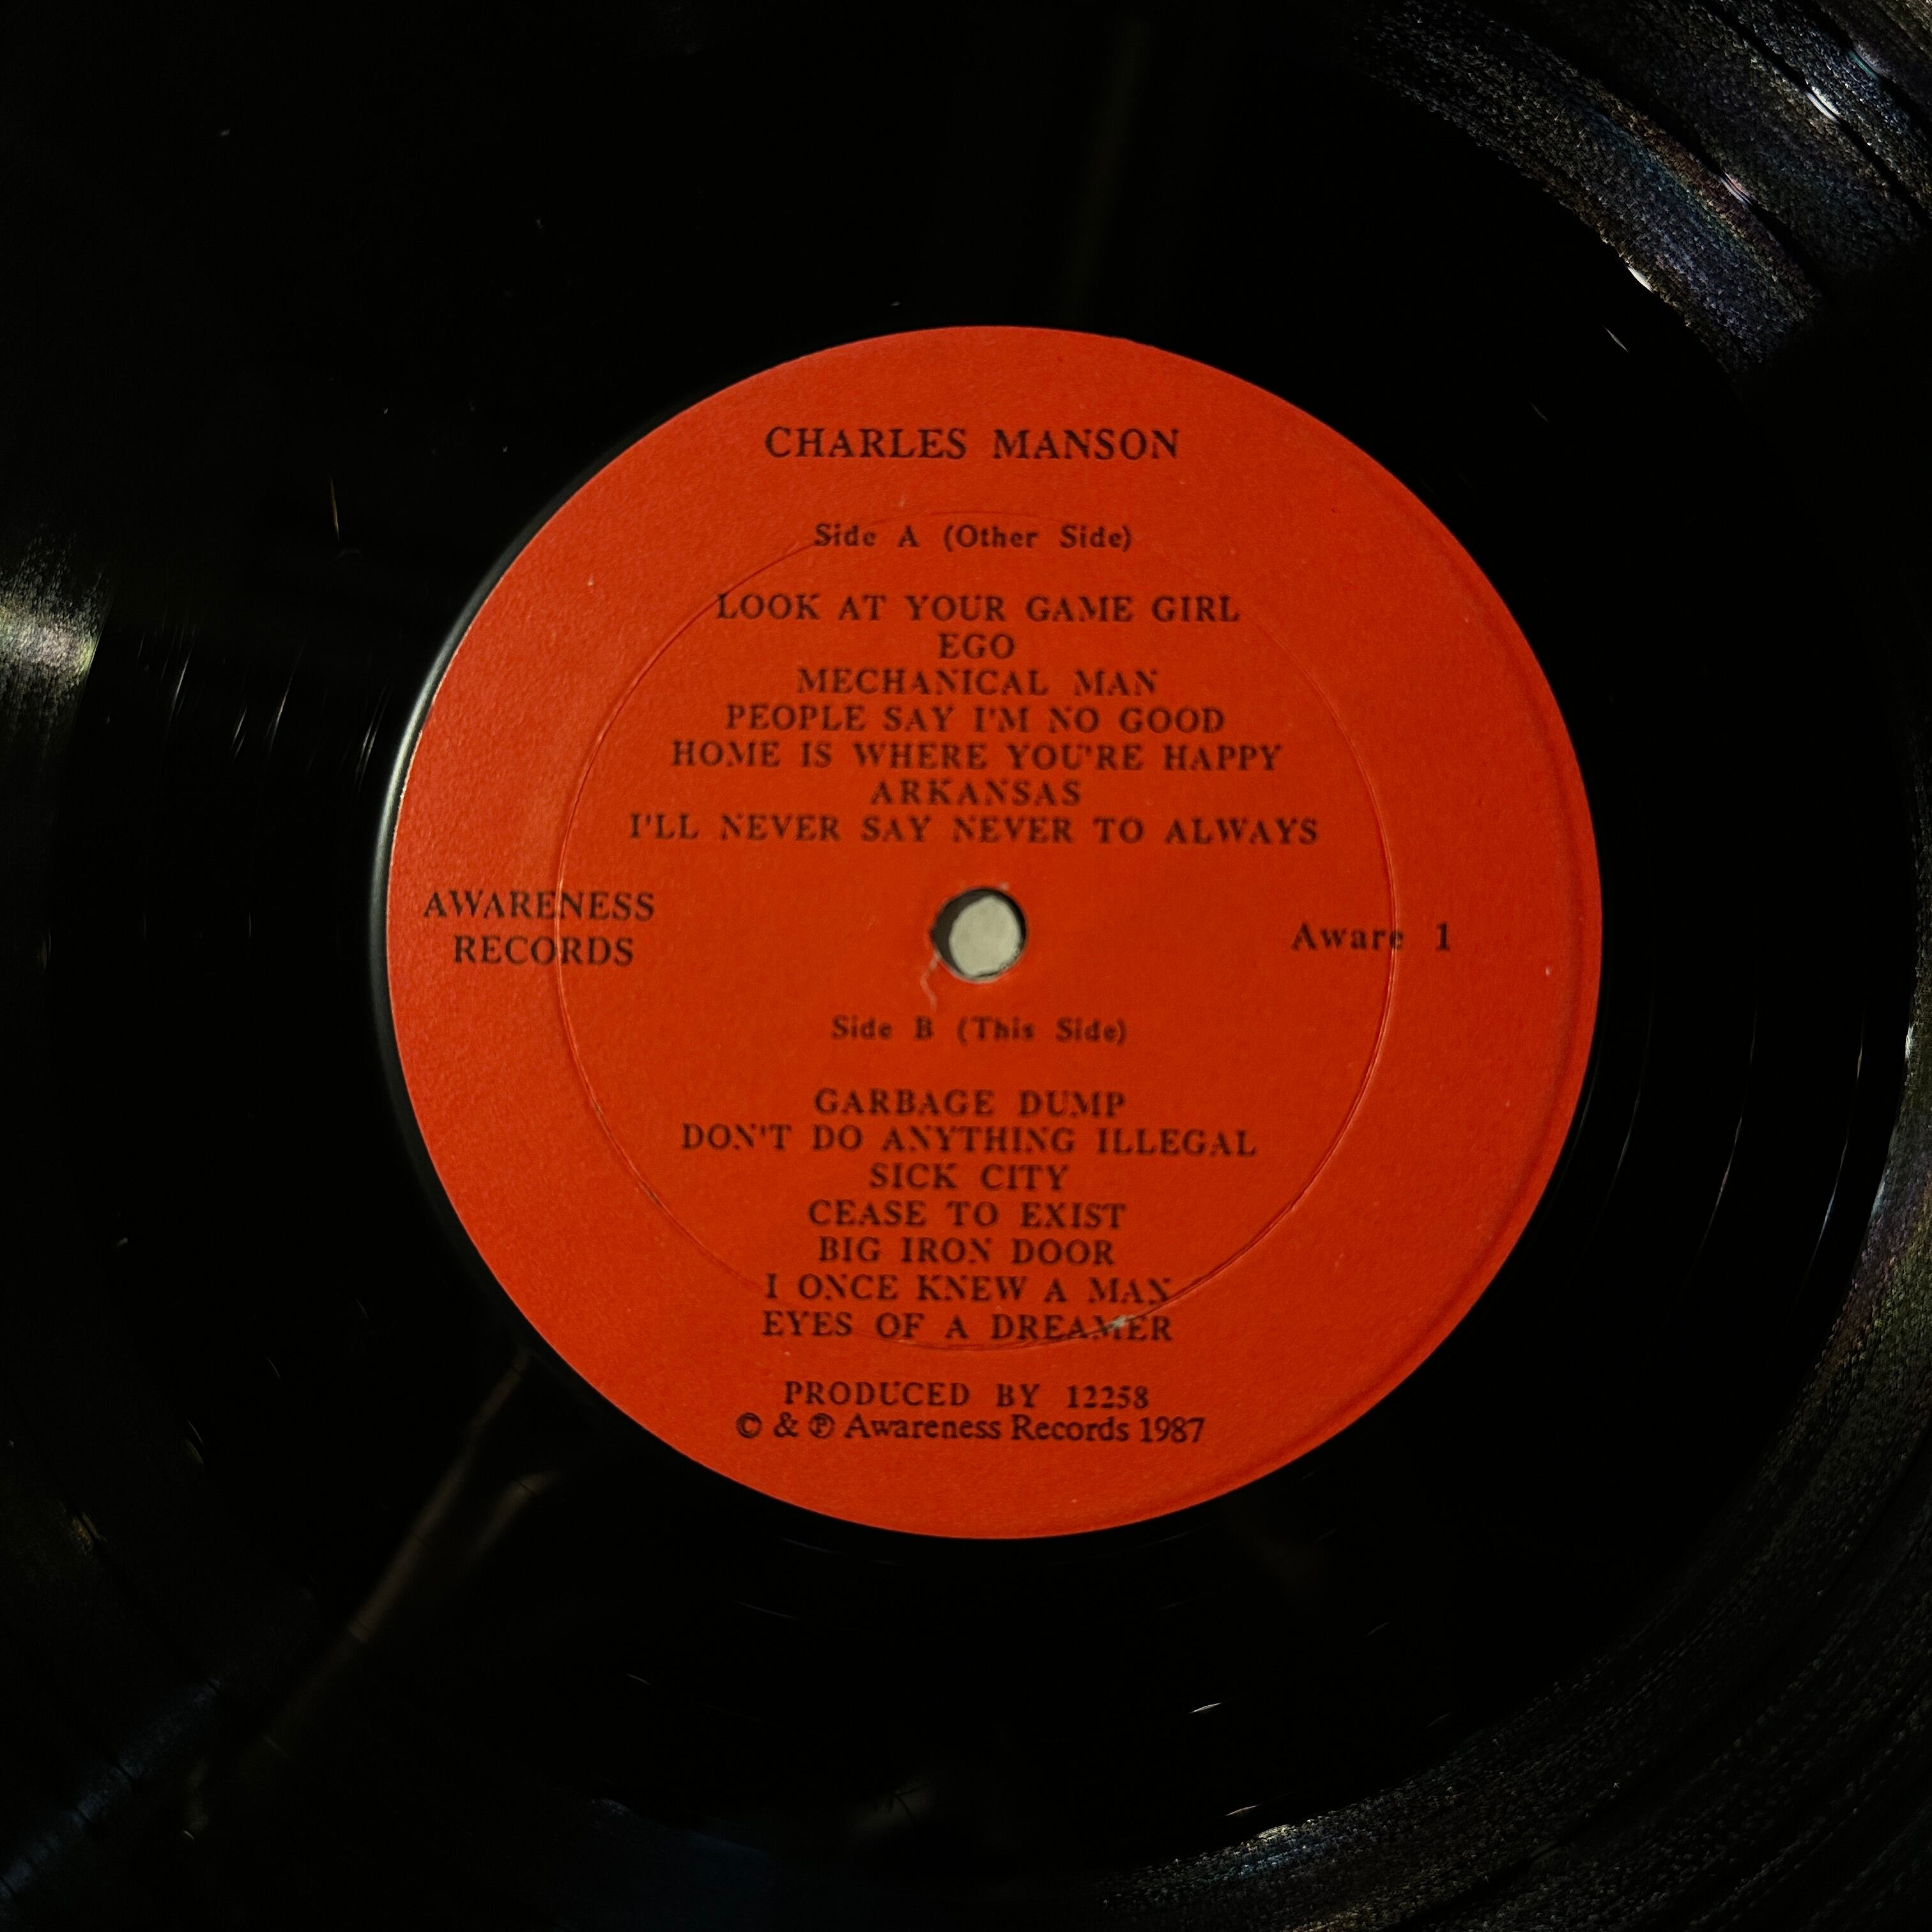 CHARLES MANSON
Side A (Other Side)
LOOK AT YOUR GAME GIRL
EGO
MECHANICAL MAN
PEOPLE SAY I'M NO GOOD
HOME IS WHERE YOU'RE HAPPY
ARKANSAS
I'LL NEVER SAY NEVER TO ALWAYS
AWARENESS
RECORDS
Aware 1
Side B (This Side)
GARBAGE DUMP
DON'T DO ANYTHING ILLEGAL
SICK CITY
CEASE TO EXIST
BIG IRON DOOR
I ONCE KNEW A MAN
EYES OF A DREAMER
PRODUCED BY 12258
© & ℗ Awareness Records 1987